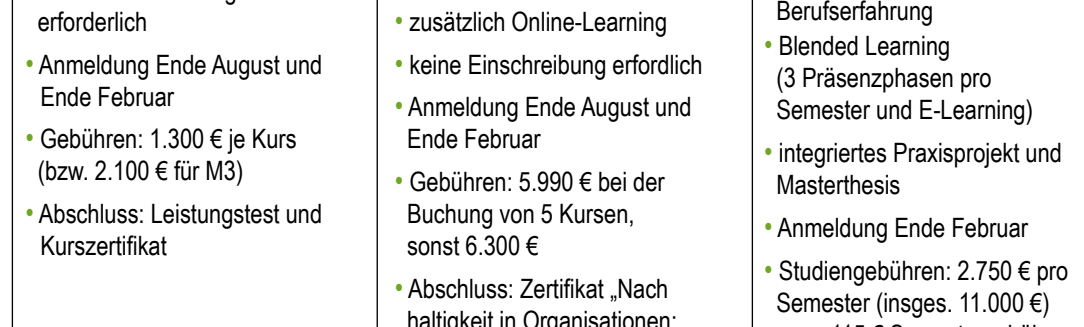 erforderlich
• Anmeldung Ende August und
Ende Februar
• Gebühren: 1.300 € je Kurs
(bzw. 2.100 € für M3)
• Abschluss: Leistungstest und
Kurszertifikat
• zusätzlich Online-Learning
• keine Einschreibung erfordlich
• Anmeldung Ende August und
Ende Februar
• Gebühren: 5.990 € bei der
Buchung von 5 Kursen,
sonst 6.300 €
• Abschluss: Zertifikat „Nach
haltigkeit in Organisationen:
Berufserfahrung
• Blended Learning
(3 Präsenzphasen pro
Semester und E-Learning)
• integriertes Praxisprojekt und
Masterthesis
• Anmeldung Ende Februar
• Studiengebühren: 2.750 € pro
Semester (insges. 11.000 €)